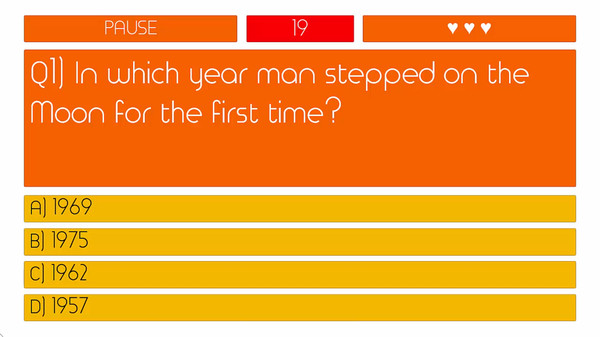 PAUSE
19
♥ ♥ ♥
Q1) In which year man stepped on the
Moon for the first time?
A) 1969
B) 1975
C) 1962
D) 1957